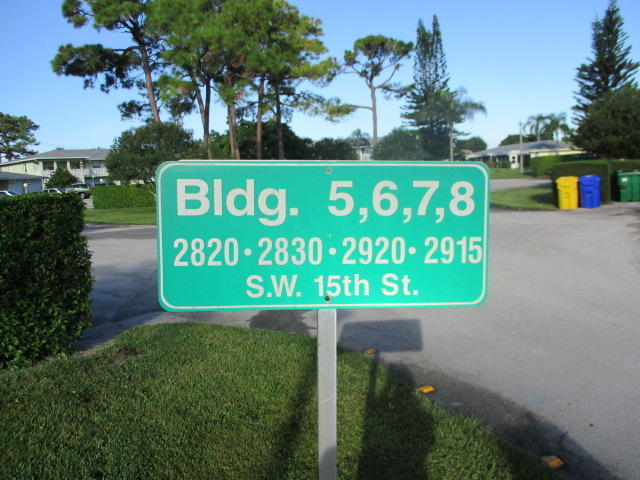 Bldg. 5,6,7,8
2820 • 2830 • 2920 • 2915
S.W. 15th St.